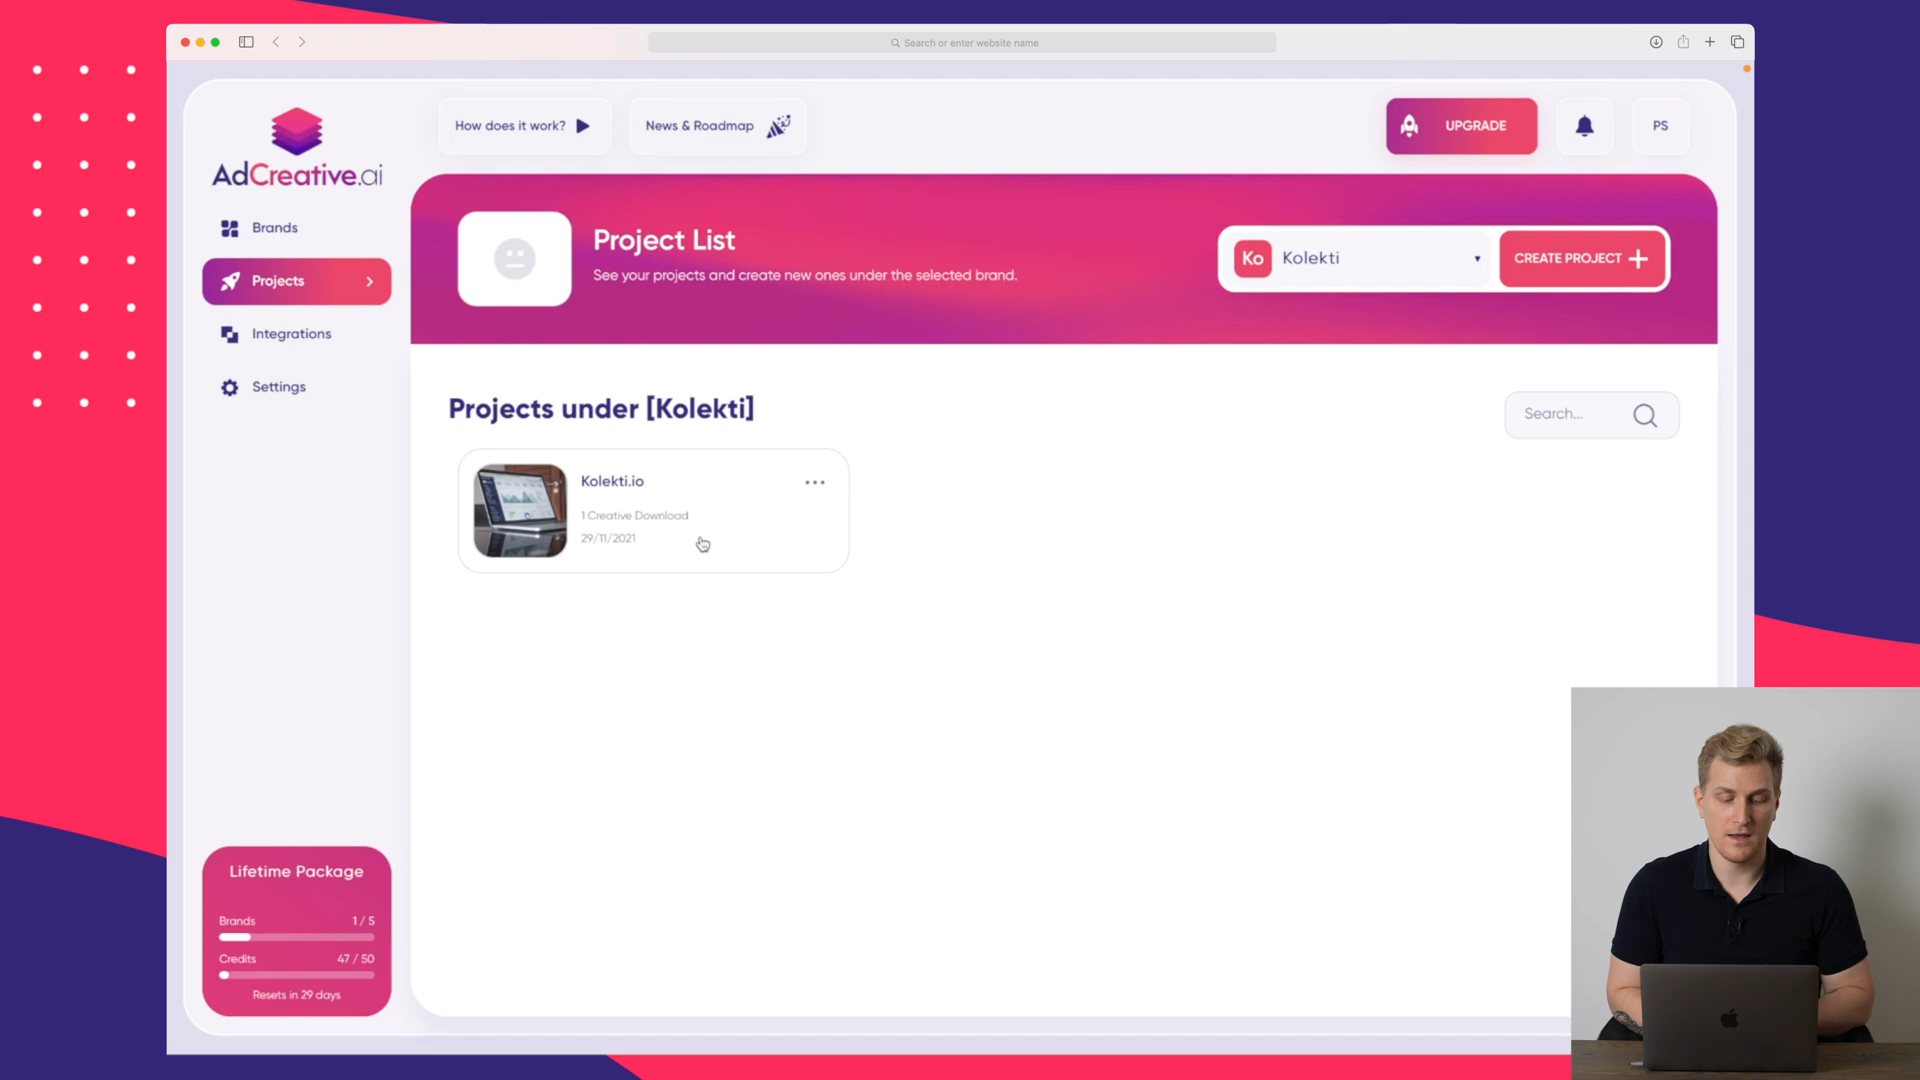 Search or enter website name
AdCreative.ai
How does it work?
News & Roadmap
UPGRADE
PS
Brands
Projects
Integrations
Settings
Project List
See your projects and create new ones under the selected brand.
Ko Kolekti
CREATE PROJECT
Projects under [Kolekti]
Search...
Kolekti.io
1 Creative Download
29/11/2021
Lifetime Package
Brands 1 / 5
Credits 47 / 50
Resets in 29 days